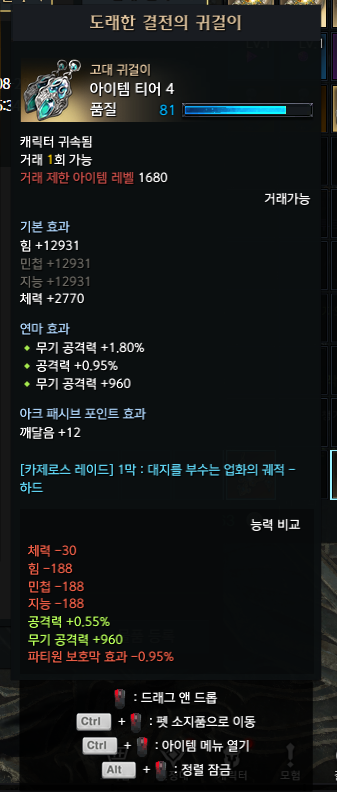 도래한 결전의 귀걸이
고대 귀걸이
아이템 티어 4
품질 81
캐릭터 귀속됨
거래 1회 가능
거래 제한 아이템 레벨 1680
거래가능
기본 효과
힘 +12931
민첩 +12931
지능 +12931
체력 +2770
연마 효과
무기 공격력 +1.80%
공격력 +0.95%
무기 공격력 +960
아크 패시브 포인트 효과
깨달음 +12
[카제로스 레이드] 1막 : 대지를 부수는 업화의 궤적 -
하드
능력 비교
체력 -30
힘 -188
민첩 -188
지능 -188
공격력 +0.55%
무기 공격력 +960
파티원 보호막 효과 -0.95%
: 드래그 앤 드롭
Ctrl + : 펫 소지품으로 이동
Ctrl + : 아이템 메뉴 열기
Alt + : 정렬 잠금
모험